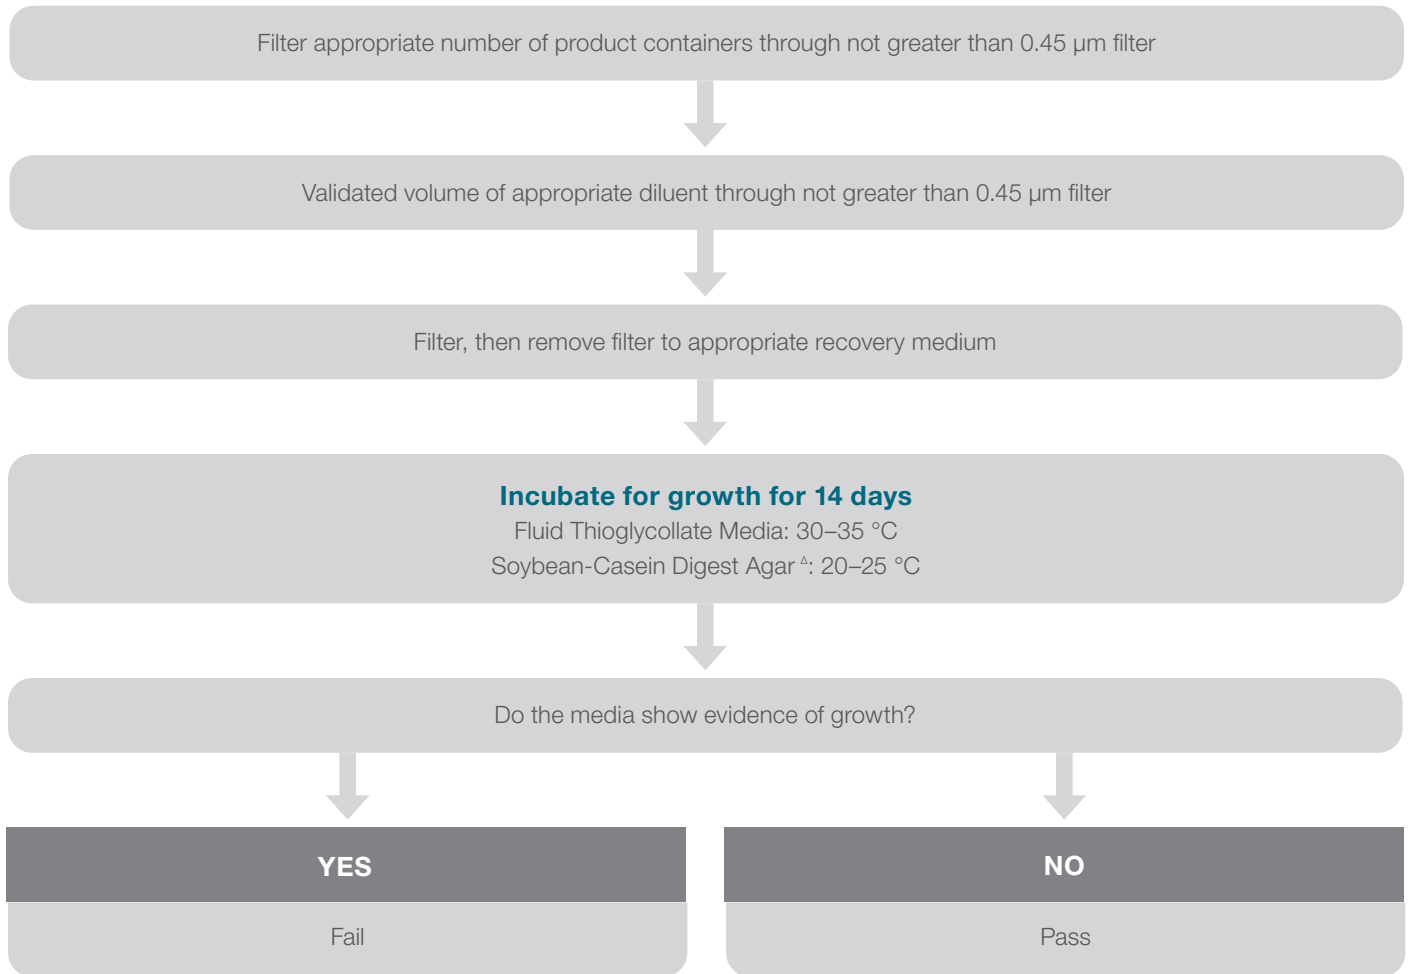 Filter appropriate number of product containers through not greater than 0.45 µm filter
Validated volume of appropriate diluent through not greater than 0.45 µm filter
Filter, then remove filter to appropriate recovery medium
Incubate for growth for 14 days
Fluid Thioglycollate Media: 30–35 °C
Soybean-Casein Digest Agar Δ: 20–25 °C
Do the media show evidence of growth?
YES
NO
Fail
Pass